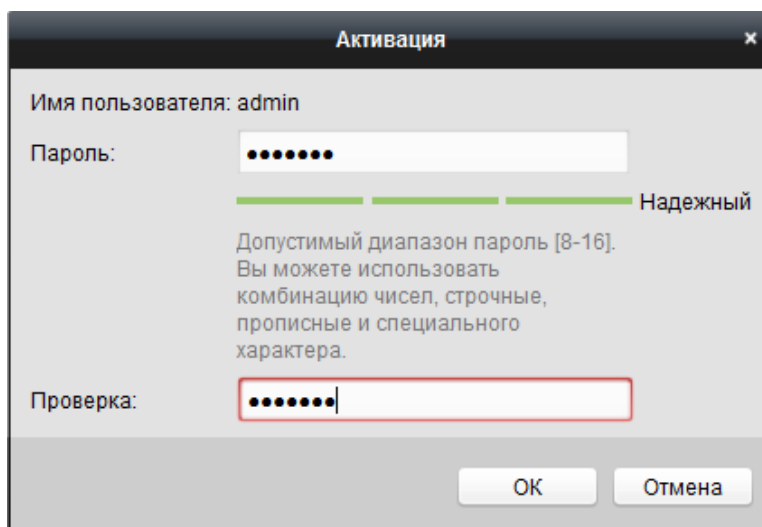 Активация
Имя пользователя: admin
Пароль: •••••••
Надежный
Допустимый диапазон пароль [8-16].
Вы можете использовать
комбинацию чисел, строчные,
прописные и специального
характера.
Проверка: •••••••
ОК Отмена